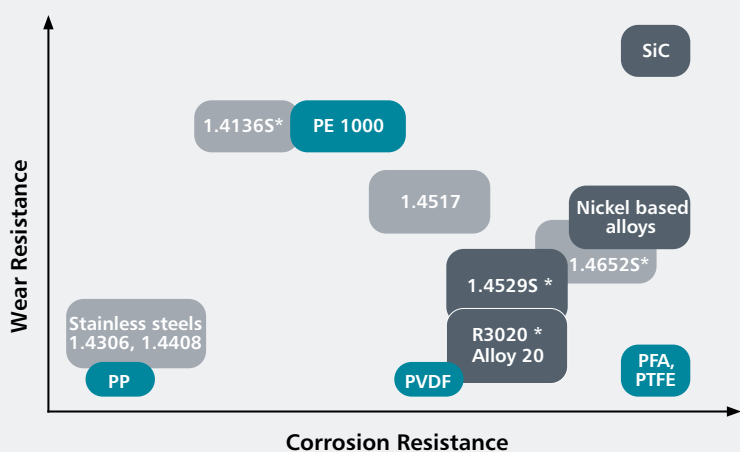 SiC
1.4136S*
PE 1000
1.4517
Nickel based
alloys
1.4652S*
1.4529S *
Stainless steels
1.4306, 1.4408
R3020 *
Alloy 20
PP
PVDF
PFA,
PTFE
Wear Resistance
Corrosion Resistance